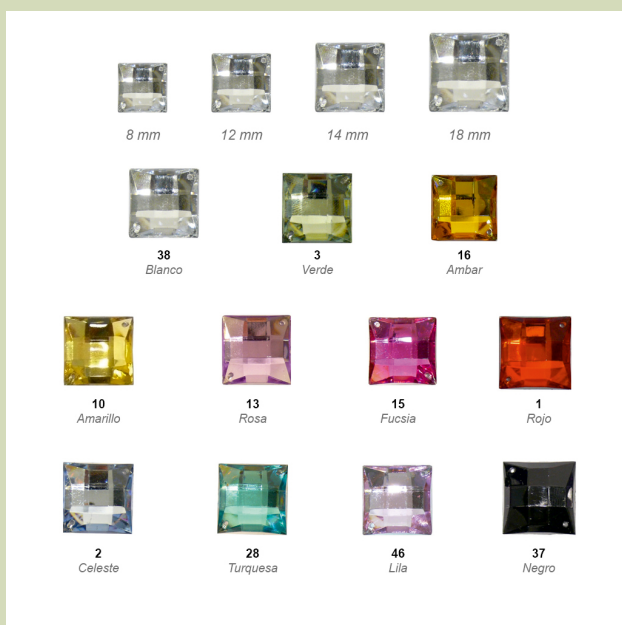 8 mm 12 mm 14 mm 18 mm
38 3 16
Blanco Verde Ambar
10 13 15 1
Amarillo Rosa Fucsia Rojo
2 28 46 37
Celeste Turquesa Lila Negro